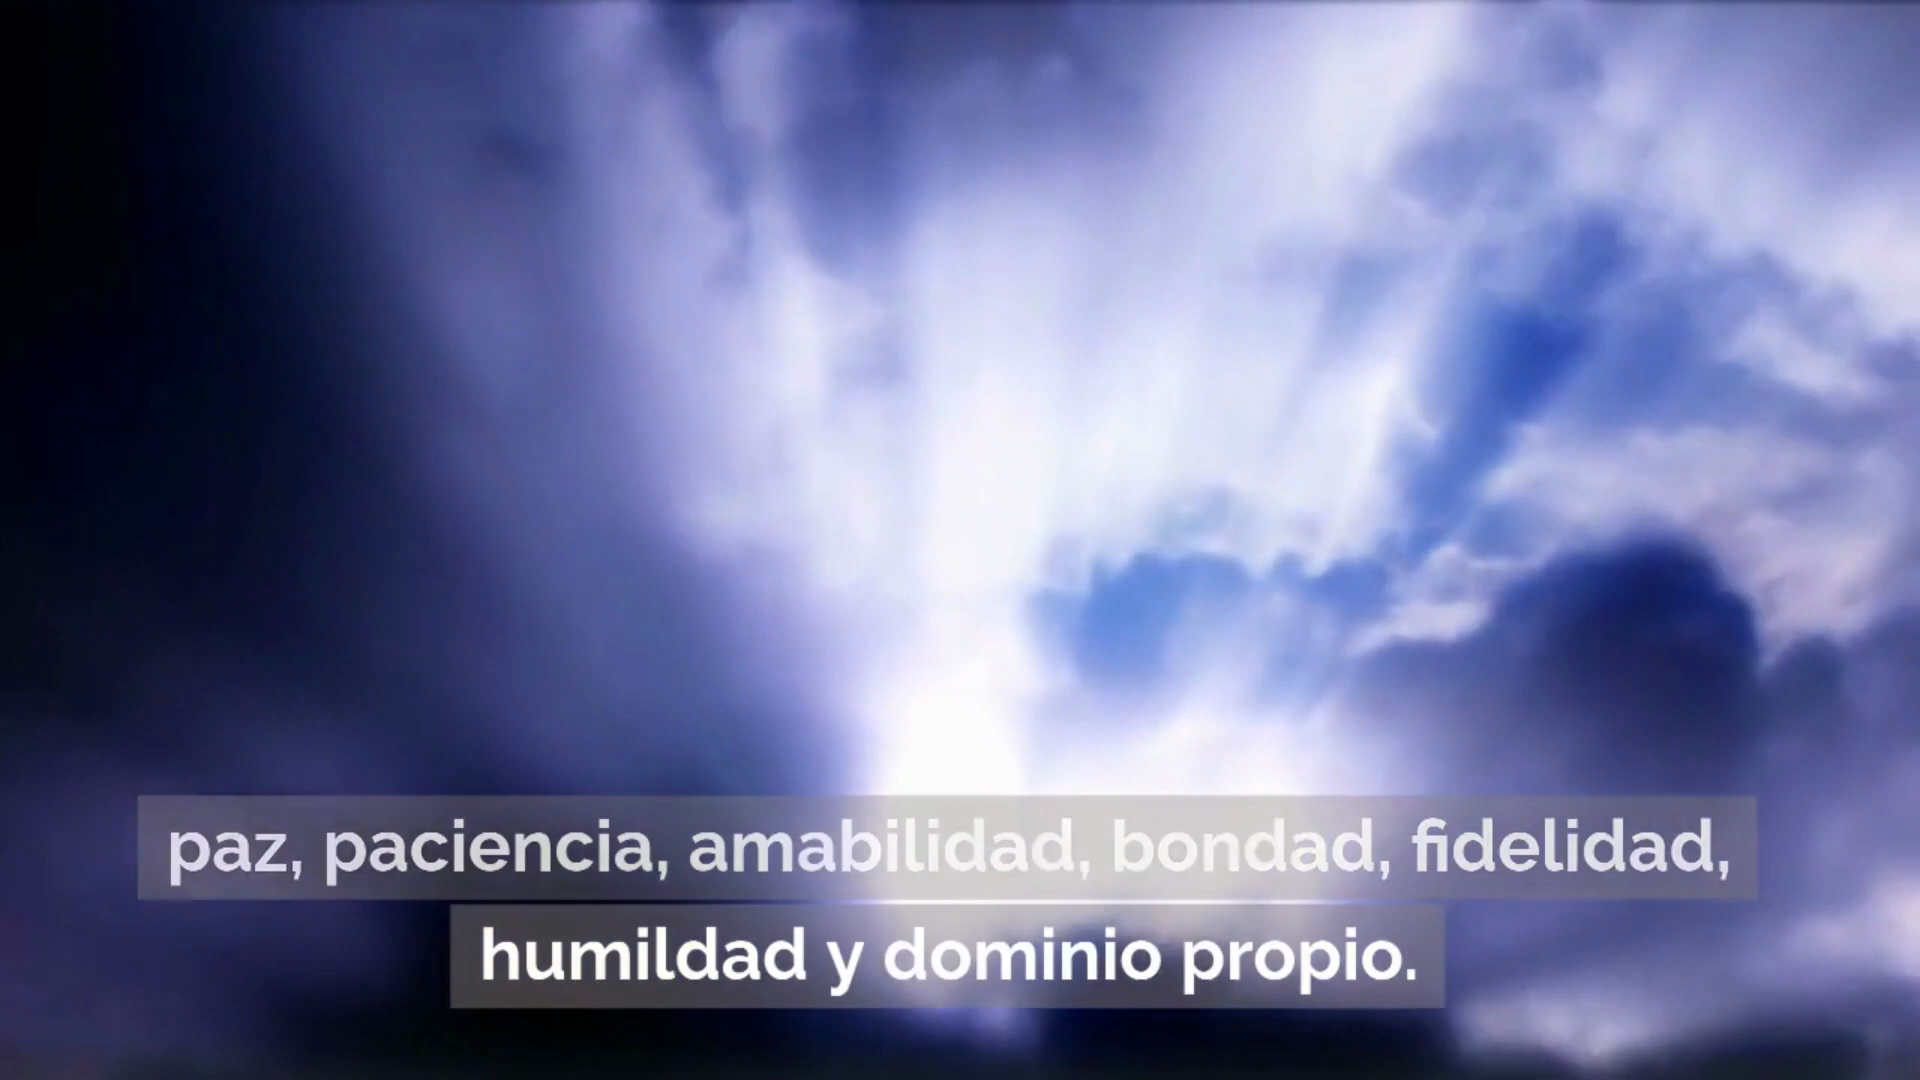 paz, paciencia, amabilidad, bondad, fidelidad,
humildad y dominio propio.